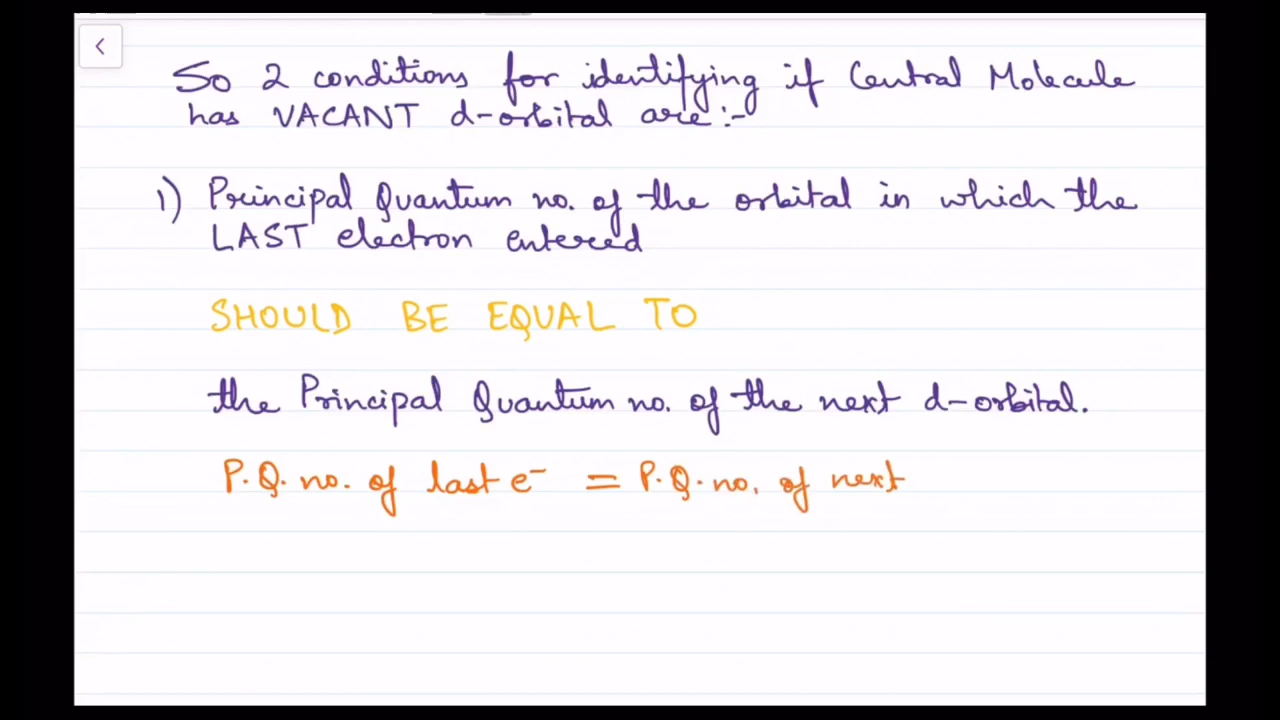 So 2 conditions for identifying if Central Molecule
has VACANT d-orbital are:-
1) Principal Quantum no. of the orbital in which the
LAST electron entered
SHOULD BE EQUAL TO
the Principal Quantum no. of the next d-orbital.
P.Q. no. of last e⁻ = P.Q. no. of next